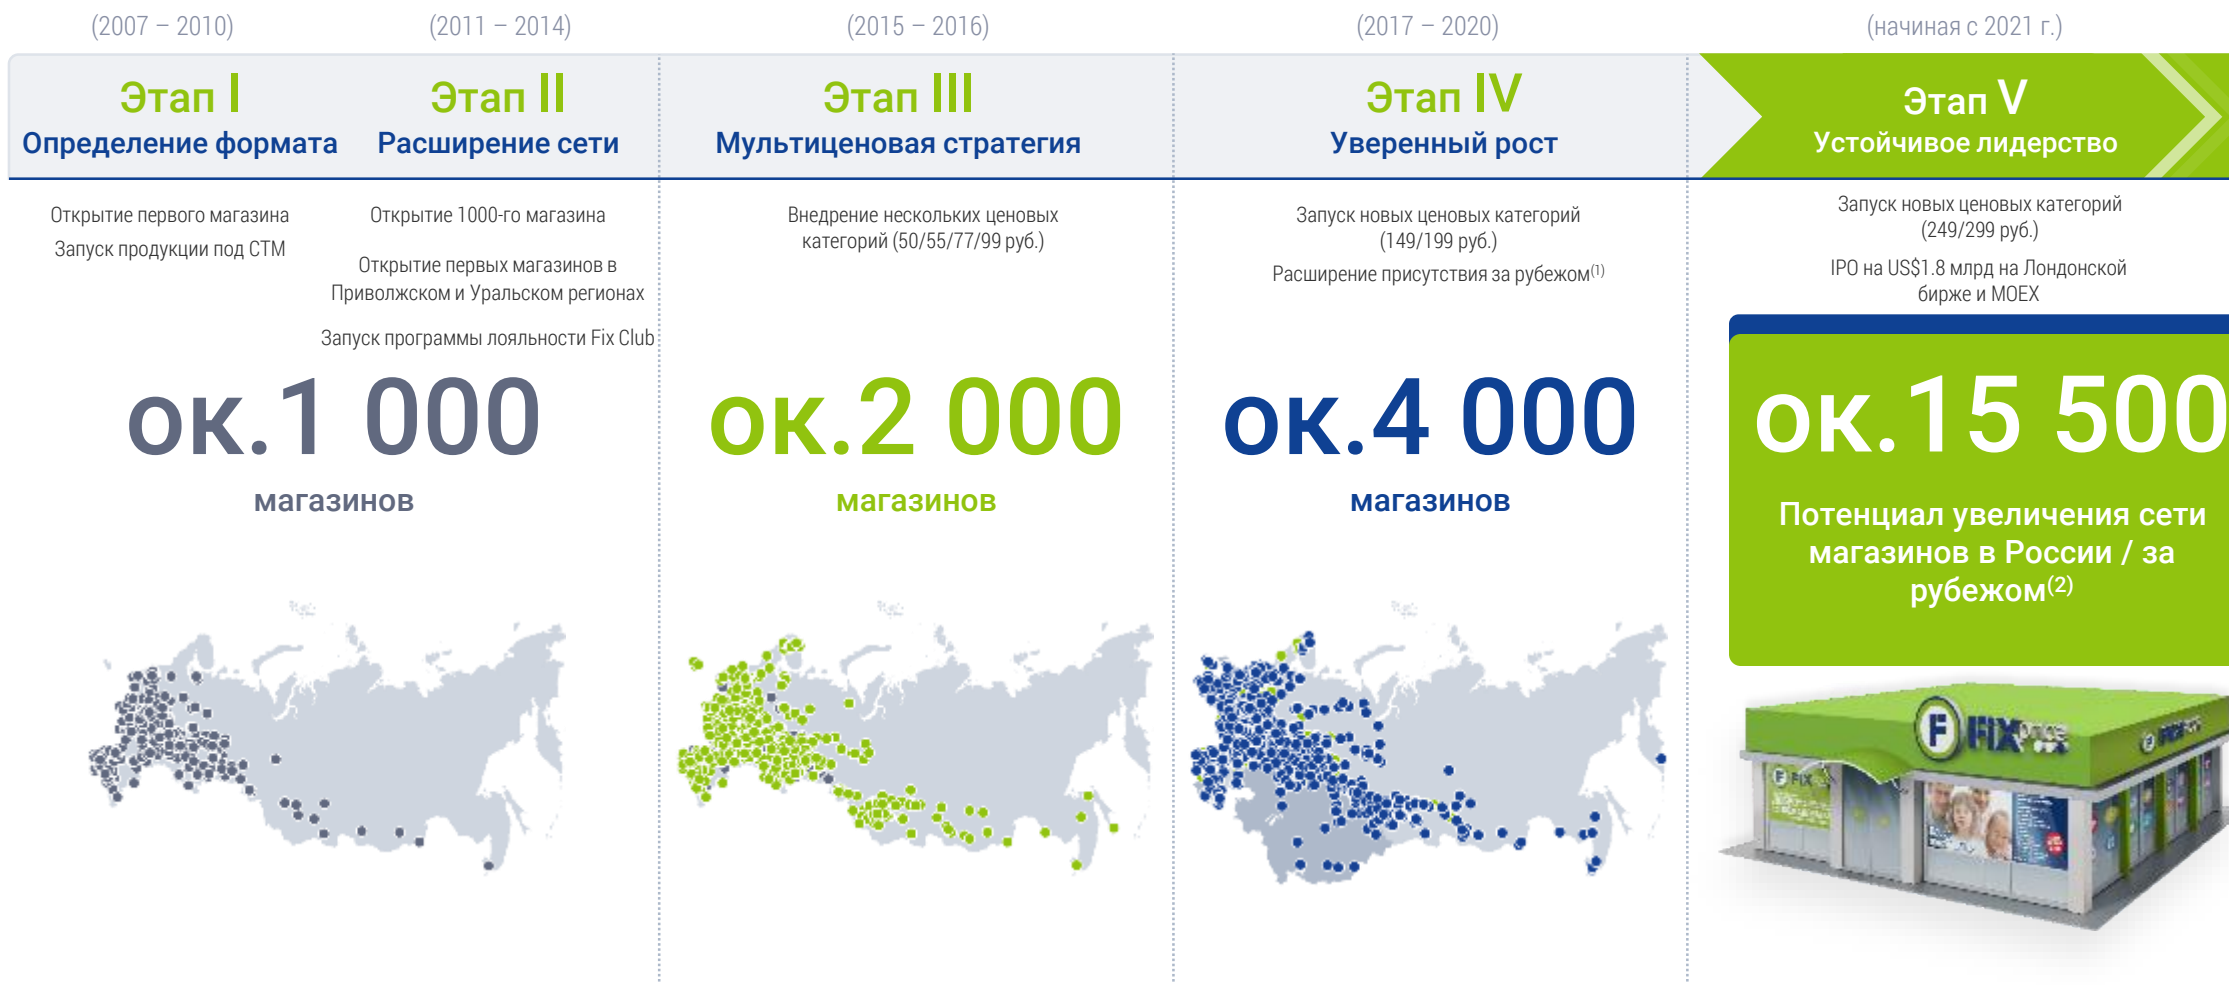 (2007 – 2010)
(2011 – 2014)
(2015 – 2016)
(2017 – 2020)
(начиная с 2021 г.)
Этап I
Определение формата
Этап II
Расширение сети
Этап III
Мультиценовая стратегия
Этап IV
Уверенный рост
Этап V
Устойчивое лидерство
Открытие первого магазина
Запуск продукции под СТМ
Открытие 1000-го магазина
Открытие первых магазинов в
Приволжском и Уральском регионах
Запуск программы лояльности Fix Club
Внедрение нескольких ценовых
категорий (50/55/77/99 руб.)
Запуск новых ценовых категорий
(149/199 руб.)
Расширение присутствия за рубежом(1)
Запуск новых ценовых категорий
(249/299 руб.)
IPO на US$1.8 млрд на Лондонской
бирже и MOEX
ок.1 000
магазинов
ок.2 000
магазинов
ок.4 000
магазинов
ок.15 500
Потенциал увеличения сети
магазинов в России / за
рубежом(2)
F FIX price
F FIX